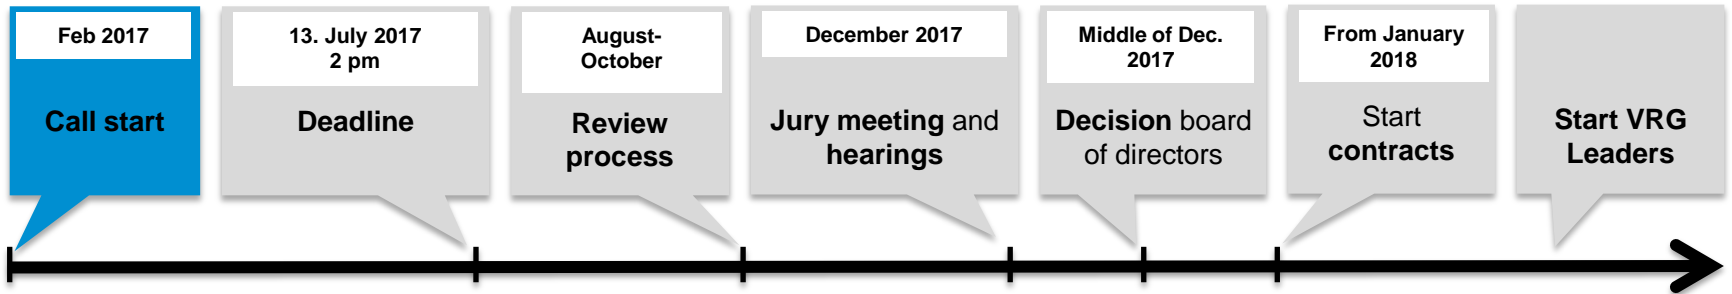 Feb 2017
Call start
13. July 2017
2 pm
Deadline
August-
October
Review
process
December 2017
Jury meeting and
hearings
Middle of Dec.
2017
Decision board
of directors
From January
2018
Start
contracts
Start VRG
Leaders